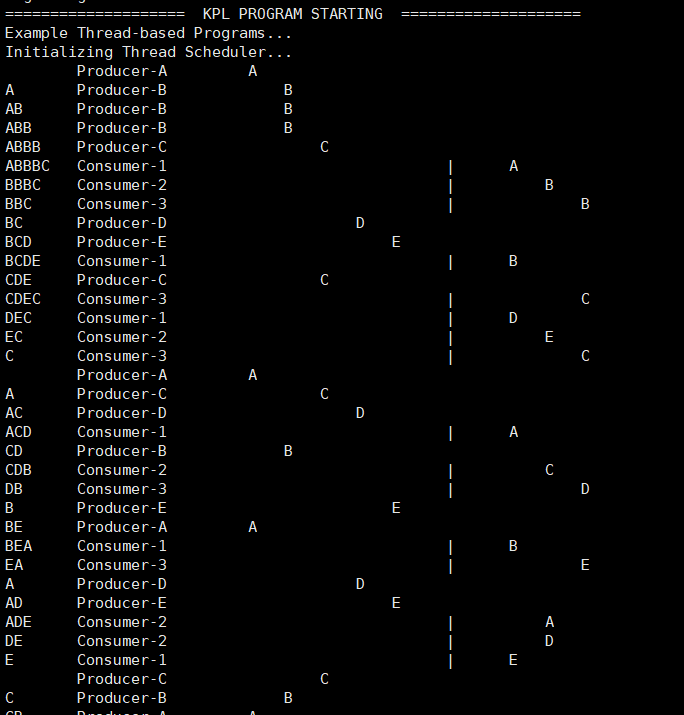 ====================  KPL PROGRAM STARTING  ====================
Example Thread-based Programs...
Initializing Thread Scheduler...
        Producer-A         A
A       Producer-B             B
AB      Producer-B             B
ABB     Producer-B             B
ABBB    Producer-C                 C
ABBBC   Consumer-1                               |      A
BBBC    Consumer-2                               |          B
BBC     Consumer-3                               |              B
BC      Producer-D                     D
BCD     Producer-E                         E
BCDE    Consumer-1                               |      B
CDE     Producer-C                 C
CDEC    Consumer-3                               |              C
DEC     Consumer-1                               |      D
EC      Consumer-2                               |          E
C       Consumer-3                               |              C
        Producer-A         A
A       Producer-C                 C
AC      Producer-D                     D
ACD     Consumer-1                               |      A
CD      Producer-B             B
CDB     Consumer-2                               |          C
DB      Consumer-3                               |              D
B       Producer-E                         E
BE      Producer-A         A
BEA     Consumer-1                               |      B
EA      Consumer-3                               |              E
A       Producer-D                     D
AD      Producer-E                         E
ADE     Consumer-2                               |          A
DE      Consumer-2                               |          D
E       Consumer-1                               |      E
        Producer-C                 C
C       Producer-B             B